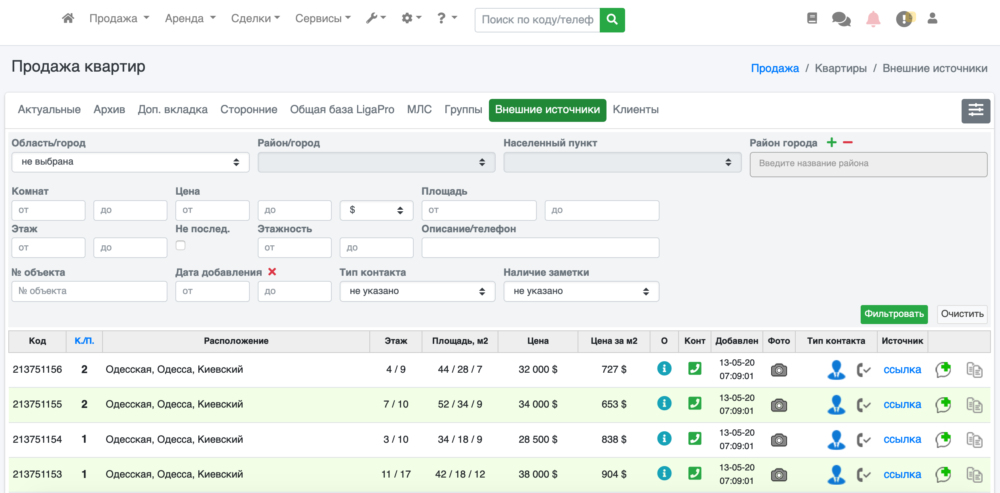 Продажа Аренда Сделки Сервисы Поиск по коду/телеф 5
Продажа квартир
Продажа / Квартиры / Внешние источники
Актуальные Архив Доп. вкладка Сторонние Общая база LigaPro МЛС Группы Внешние источники Клиенты
Область/город Район/город Населенный пункт Район города
не выбрана Введите название района
Комнат Цена Площадь
от до от до $ от до
Этаж Не послед. Этажность Описание/телефон
от до от до
№ объекта Дата добавления Тип контакта Наличие заметки
№ объекта от до не указано не указано
Фильтровать Очистить
Код К./П. Расположение Этаж Площадь, м2 Цена Цена за м2 О Конт Добавлен Фото Тип контакта Источник
213751156 2 Одесская, Одесса, Киевский 4 / 9 44 / 28 / 7 32 000 $ 727 $ 13-05-20 07:09:01 ссылка
213751155 2 Одесская, Одесса, Киевский 7 / 10 52 / 34 / 9 34 000 $ 653 $ 13-05-20 07:09:01 ссылка
213751154 1 Одесская, Одесса, Киевский 3 / 10 34 / 18 / 9 28 500 $ 838 $ 13-05-20 07:09:01 ссылка
213751153 1 Одесская, Одесса, Киевский 11 / 17 42 / 18 / 12 38 000 $ 904 $ 13-05-20 07:09:01 ссылка